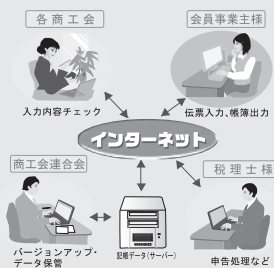 各商工会
会員事業主様
入力内容チェック
伝票入力、帳簿出力
インターネット
商工会連合会
税理士様
バージョンアップ・
データ保管
記帳データ(サーバー)
申告処理など